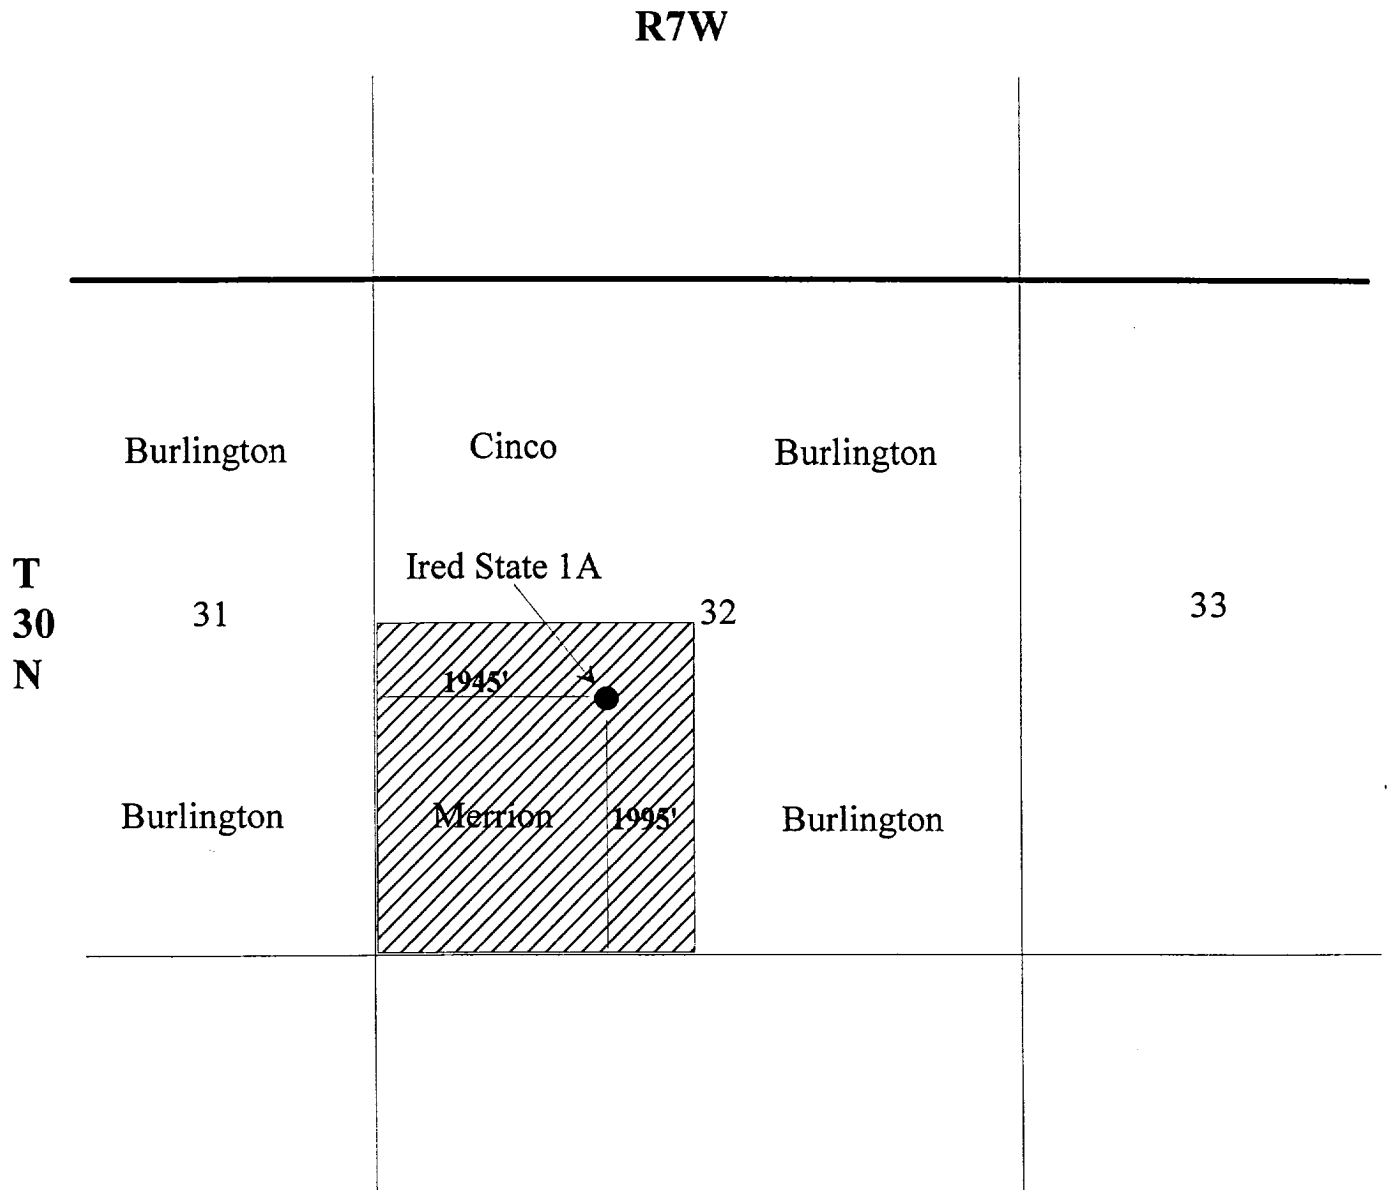 R7W
Burlington
Cinco
Burlington
Ired State 1A
T
30
N
31
32
33
1945'
Burlington
Merrion
1995'
Burlington